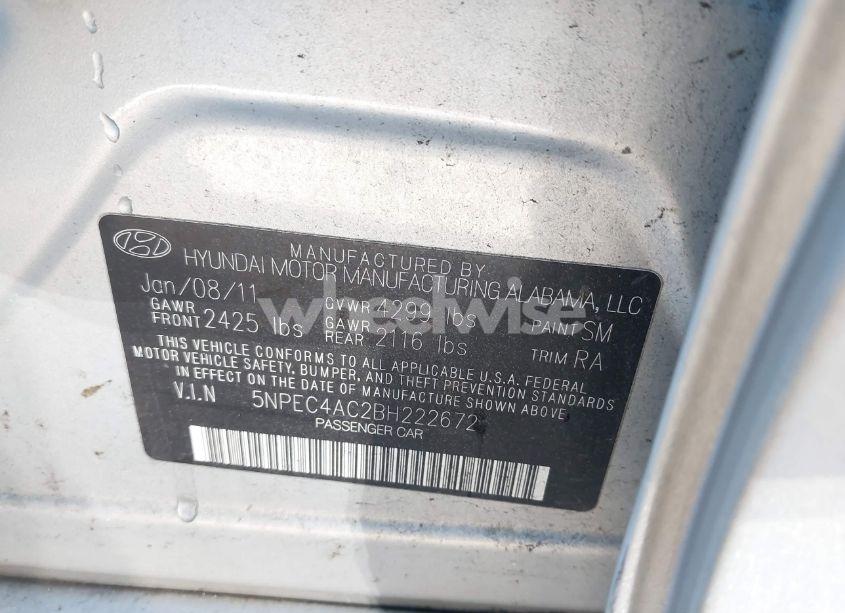 MANUFACTURED BY
HYUNDAI MOTOR MANUFACTURING ALABAMA, LLC
Jan/08/11 GVWR 4299 lbs PAINT SM
GAWR FRONT 2425 lbs GAWR REAR 2116 lbs TRIM RA
THIS VEHICLE CONFORMS TO ALL APPLICABLE U.S.A. FEDERAL
MOTOR VEHICLE SAFETY, BUMPER, AND THEFT PREVENTION STANDARDS
IN EFFECT ON THE DATE OF MANUFACTURE SHOWN ABOVE.
V.I.N 5NPEC4AC2BH222672
PASSENGER CAR
wheelwise